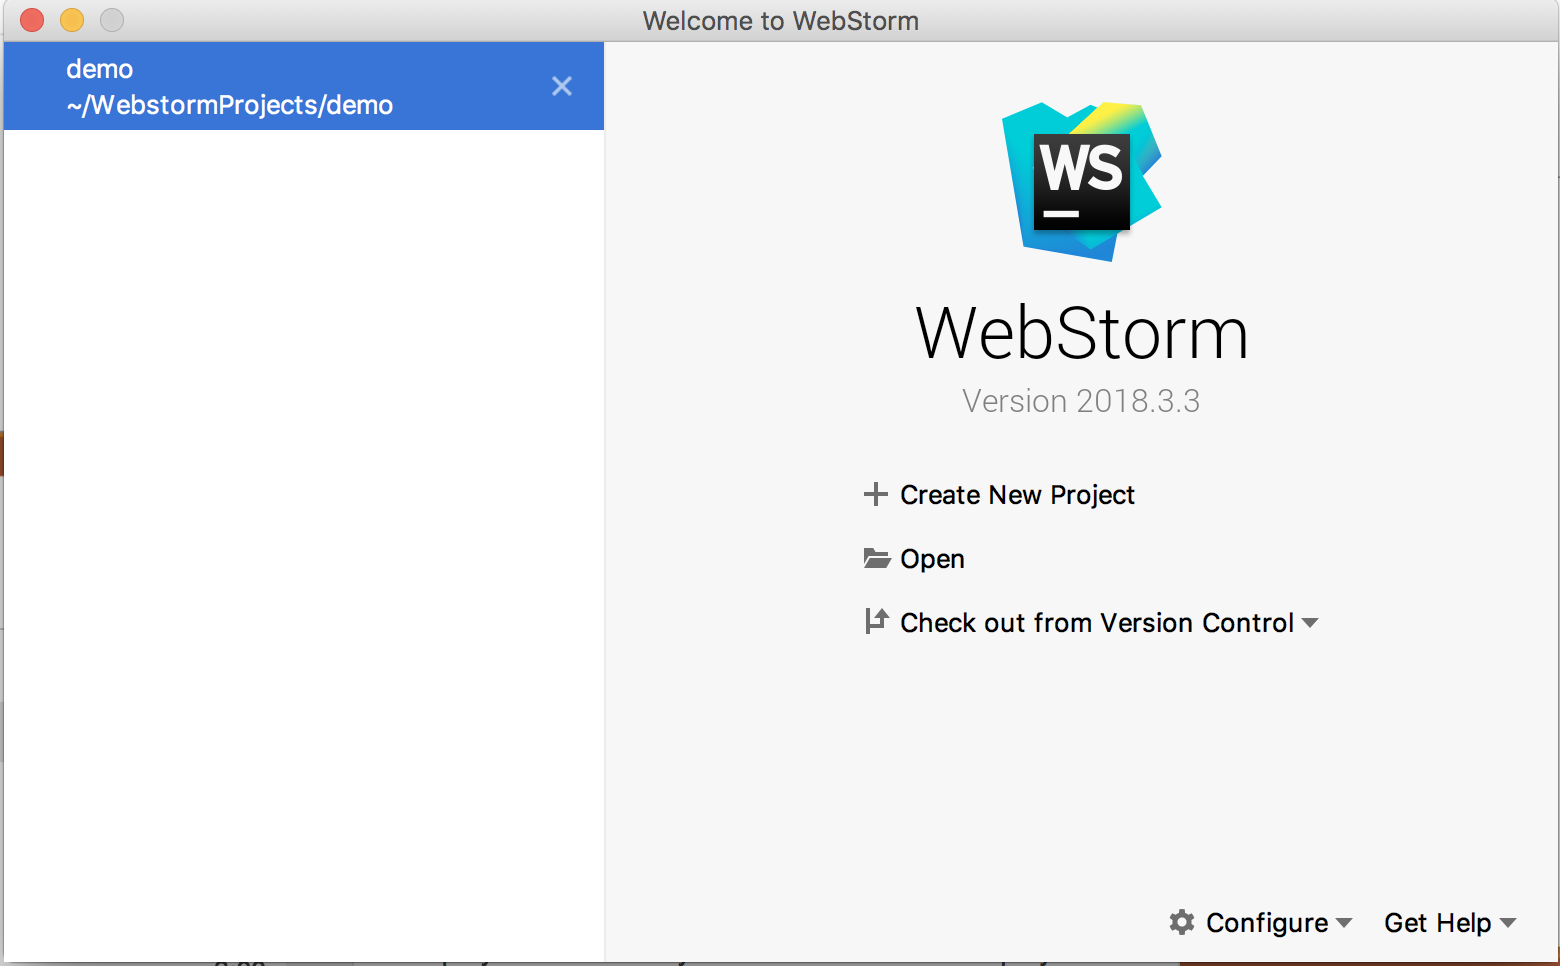 Welcome to WebStorm
demo
~/WebstormProjects/demo
WS
WebStorm
Version 2018.3.3
Create New Project
Open
Check out from Version Control
Configure
Get Help